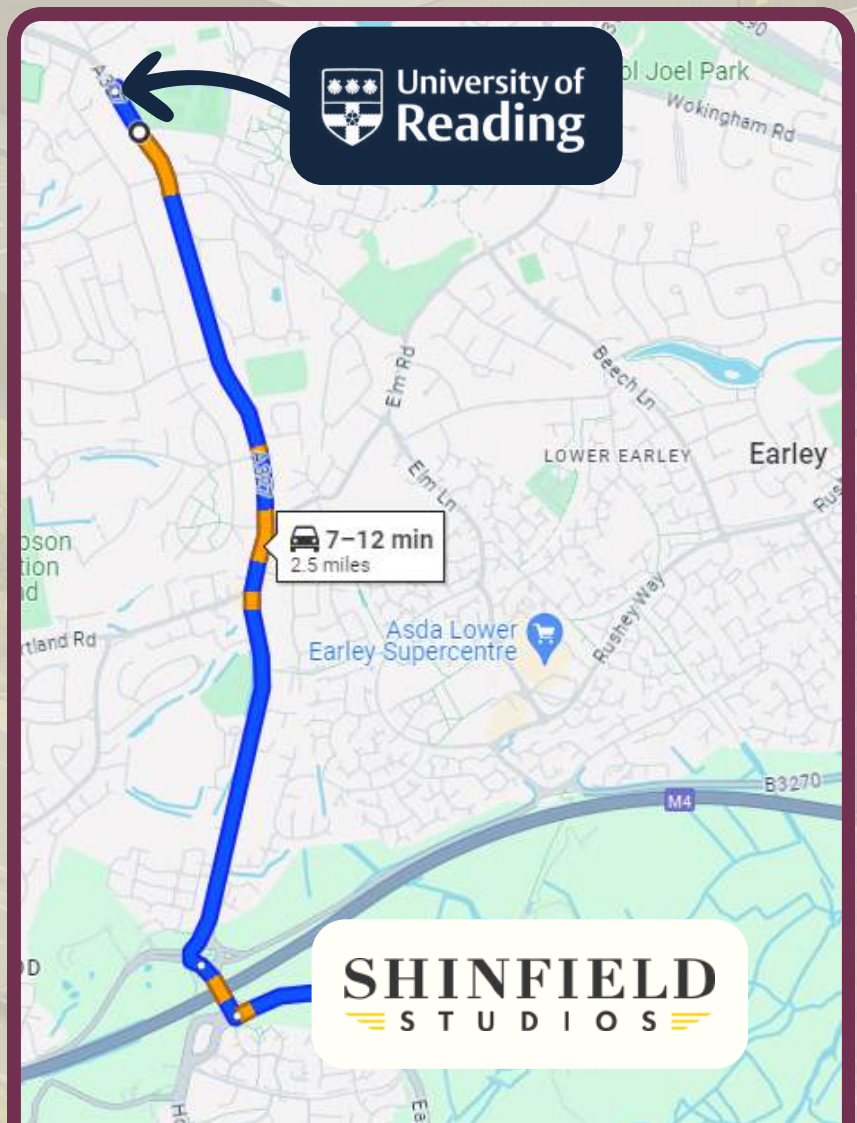 A327
University of
Reading
ol Joel Park
Wokingham Rd
Elm Rd
Beech Ln
LOWER EARLEY
Earley
A327
Elm Ln
7–12 min
2.5 miles
Asda Lower
Earley Supercentre
Rushey Way
rtland Rd
B3270
M4
SHINFIELD
STUDIOS